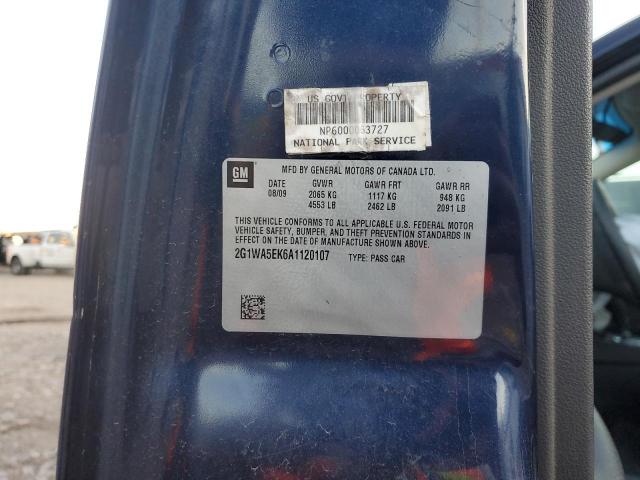 US GOVT PROPERTY
NATIONAL PARK SERVICE
GM
MFD BY GENERAL MOTORS OF CANADA LTD.
DATE GVWR GAWR FRT GAWR RR
08/09 2065 KG 1117 KG 948 KG
4553 LB 2462 LB 2091 LB
THIS VEHICLE CONFORMS TO ALL APPLICABLE U.S. FEDERAL MOTOR
VEHICLE SAFETY, BUMPER, AND THEFT PREVENTION STANDARDS IN
EFFECT ON THE DATE OF MANUFACTURE SHOWN ABOVE.
2G1WA5EK6A1120107 TYPE: PASS CAR